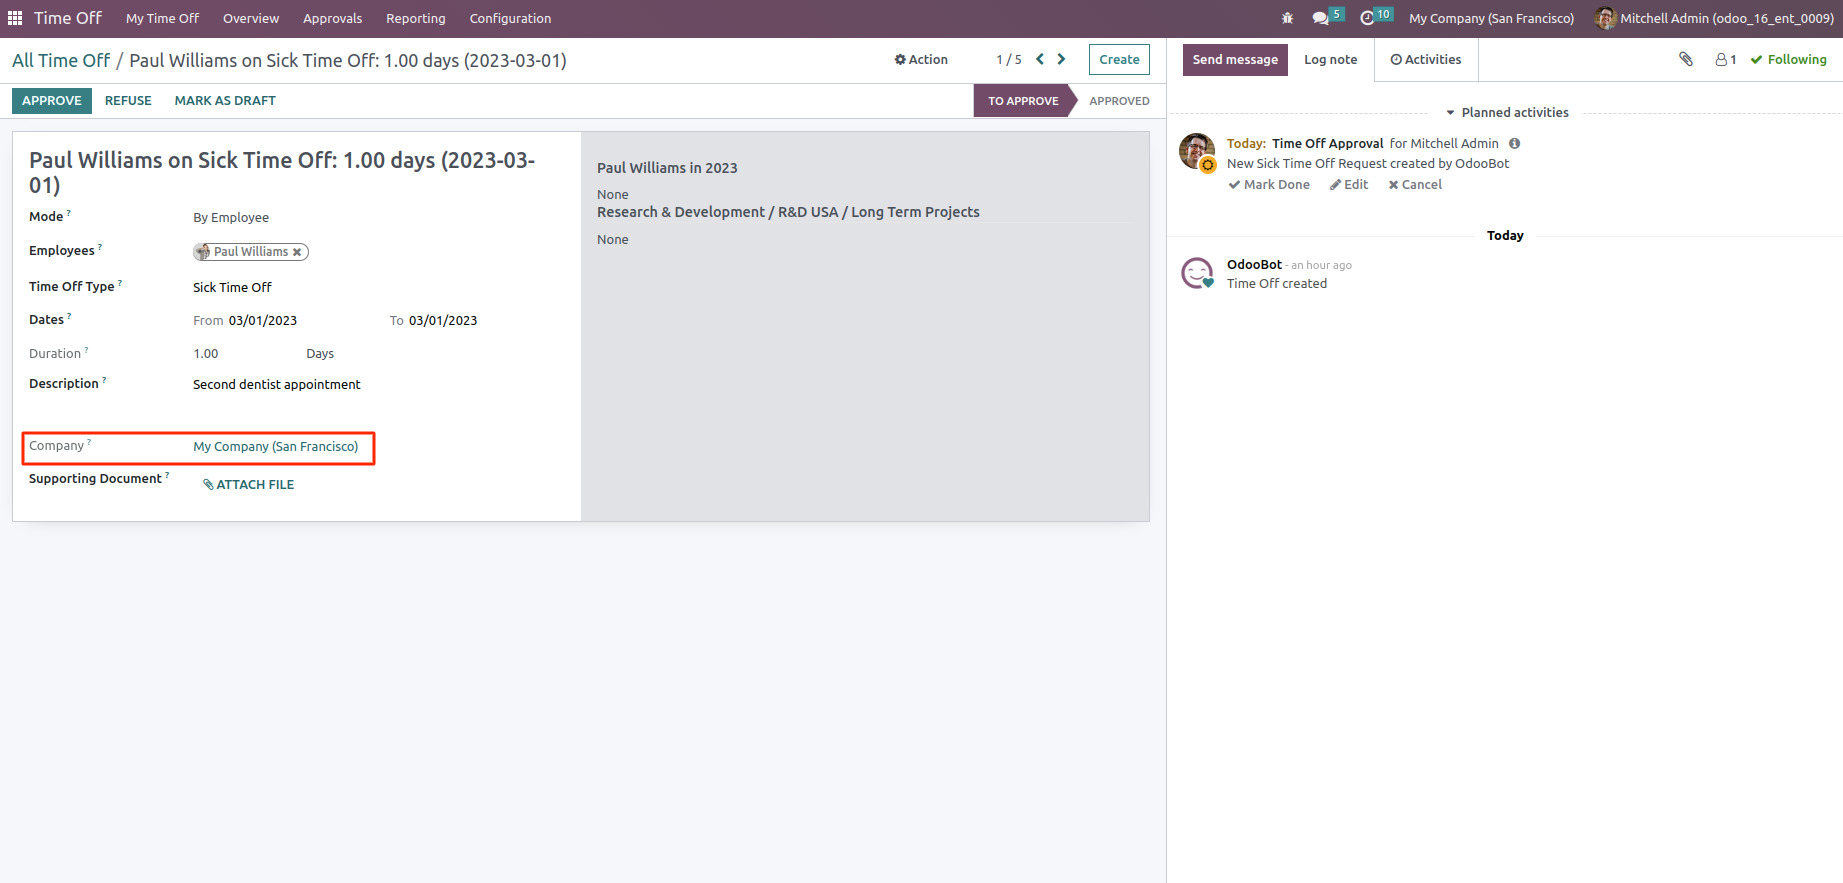 Time Off My Time Off Overview Approvals Reporting Configuration 5 10 My Company (San Francisco) Mitchell Admin (odoo_16_ent_0009)
All Time Off / Paul Williams on Sick Time Off: 1.00 days (2023-03-01) Action 1 / 5 Create
APPROVE REFUSE MARK AS DRAFT TO APPROVE APPROVED
Paul Williams on Sick Time Off: 1.00 days (2023-03-
01)
Mode ? By Employee
Employees ? Paul Williams
Time Off Type ? Sick Time Off
Dates ? From 03/01/2023 To 03/01/2023
Duration ? 1.00 Days
Description ? Second dentist appointment
Company ? My Company (San Francisco)
Supporting Document ? ATTACH FILE
Paul Williams in 2023
None
Research & Development / R&D USA / Long Term Projects
None
Send message Log note Activities 1 Following
Planned activities
Today: Time Off Approval for Mitchell Admin
New Sick Time Off Request created by OdooBot
Mark Done Edit Cancel
Today
OdooBot - an hour ago
Time Off created